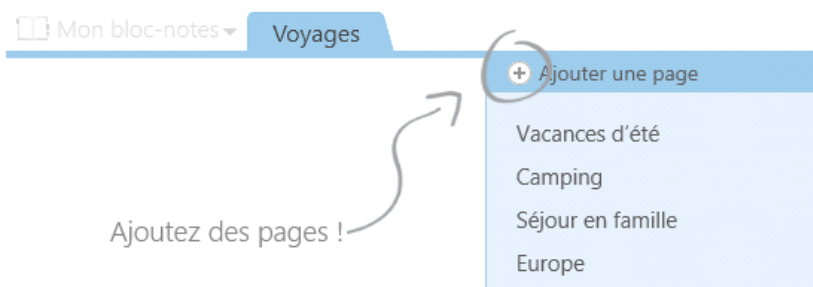 Mon bloc-notes
Voyages
Ajouter une page
Vacances d'été
Camping
Séjour en famille
Europe
Ajoutez des pages !